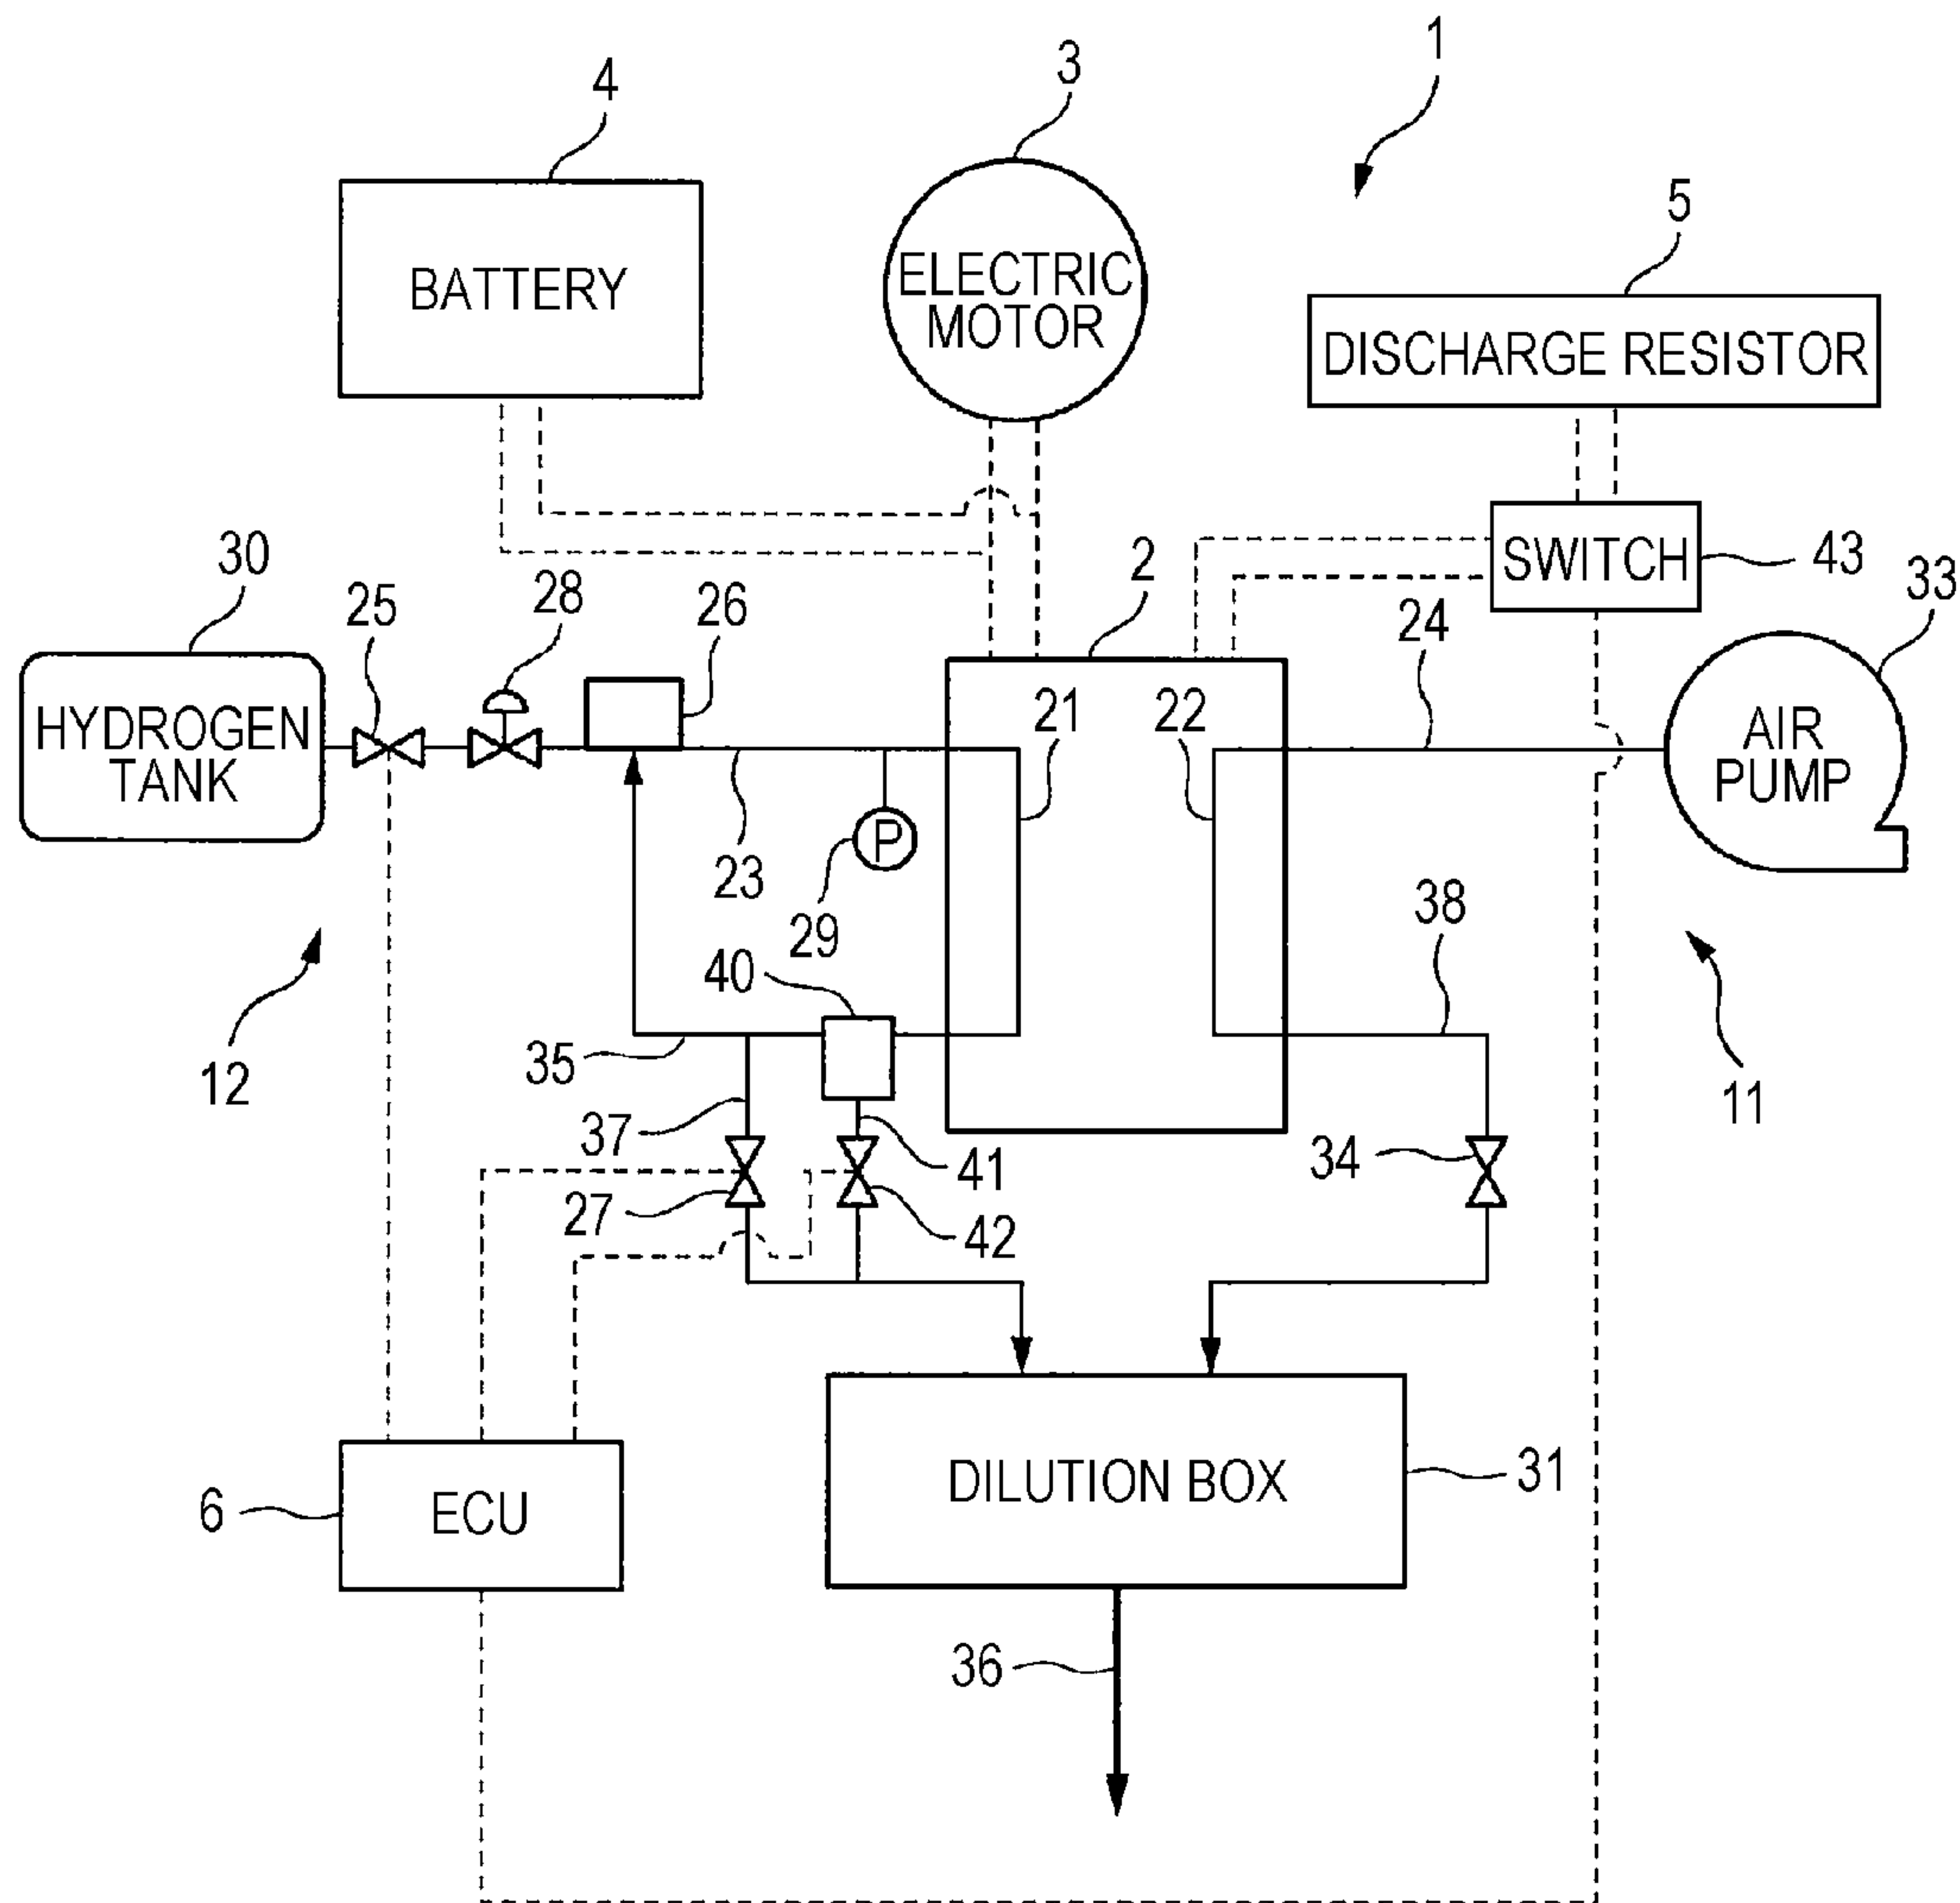 1
3
4
5
BATTERY
ELECTRIC
MOTOR
DISCHARGE RESISTOR
30
25
28
26
2
SWITCH
43
33
24
HYDROGEN
TANK
21
22
AIR
PUMP
23
P
29
38
40
12
35
11
37
41
34
27
42
6
ECU
DILUTION BOX
31
36